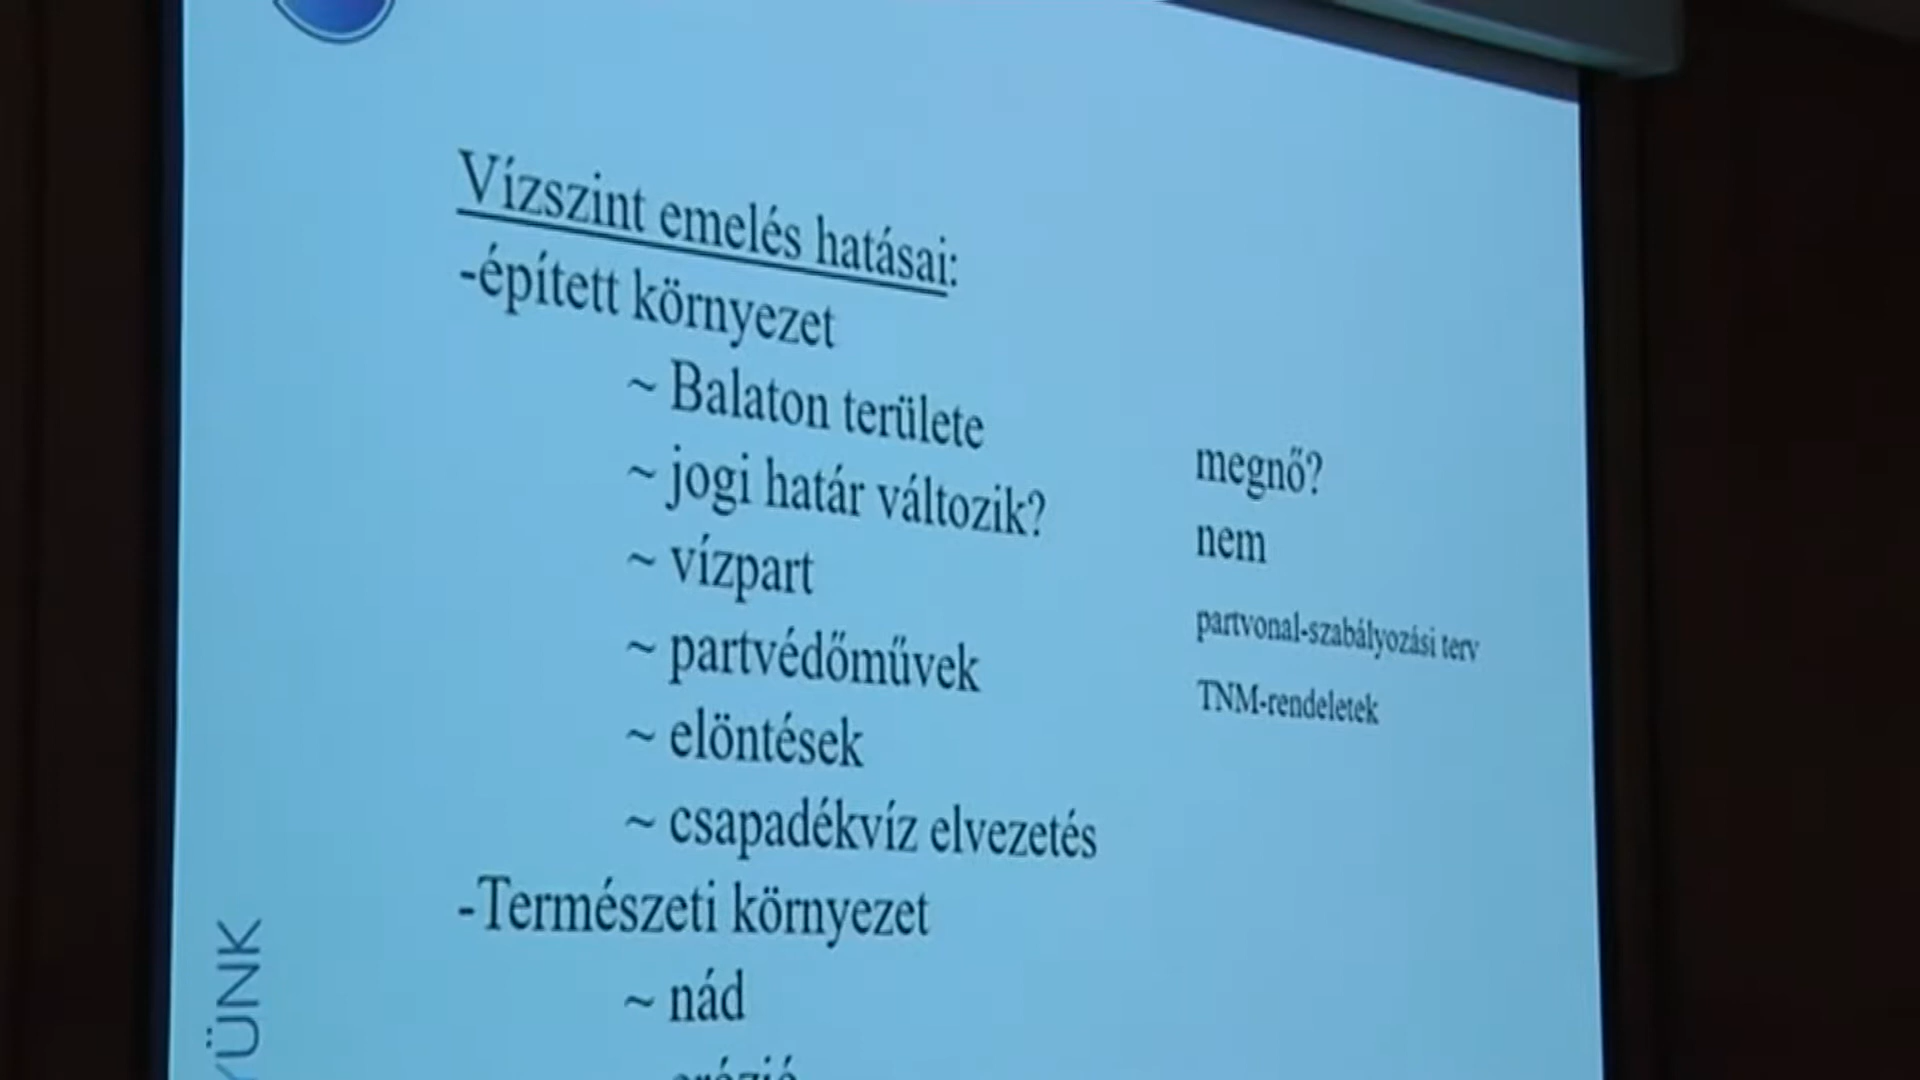 Vízszint emelés hatásai:
-épített környezet
~ Balaton területe
megnő?
~ jogi határ változik?
nem
~ vízpart
partvonal-szabályozási terv
~ partvédőművek
TNM-rendeletek
~ elöntések
~ csapadékvíz elvezetés
-Természeti környezet
~ nád